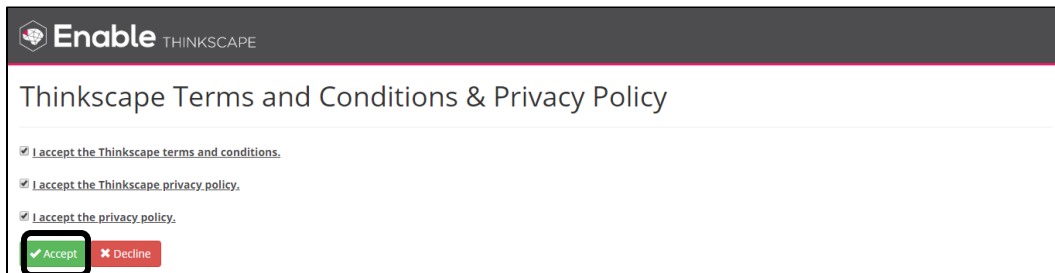 Enable THINKSCAPE
Thinkscape Terms and Conditions & Privacy Policy
I accept the Thinkscape terms and conditions.
I accept the Thinkscape privacy policy.
I accept the privacy policy.
Accept Decline